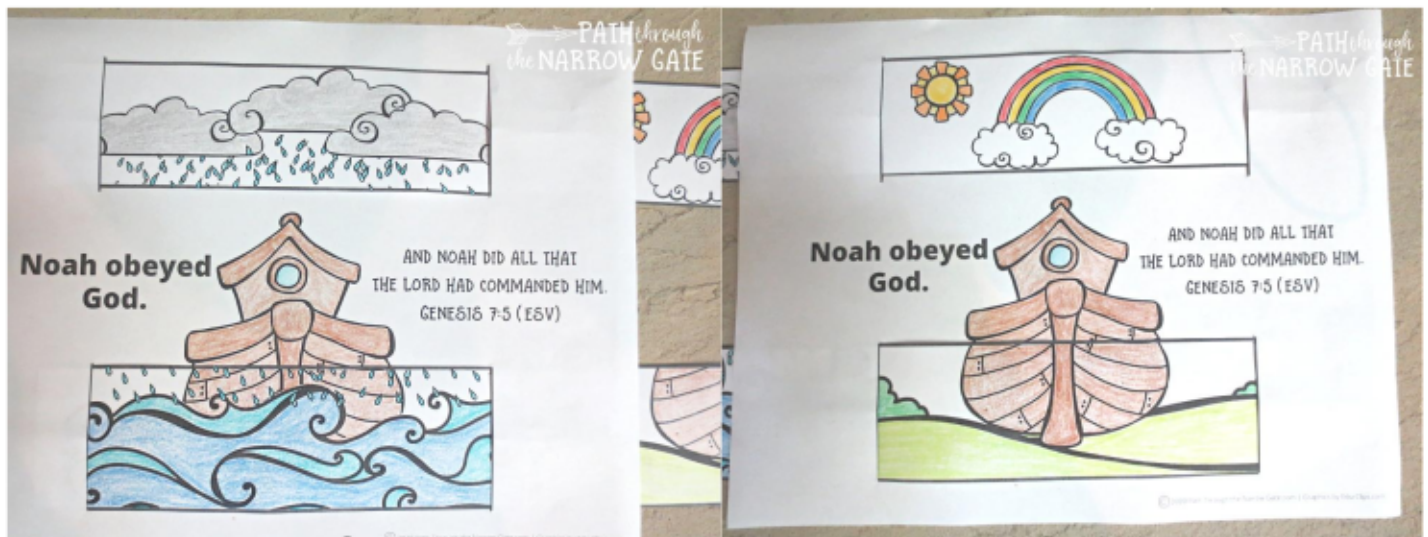 PATH through
the NARROW GATE
Noah obeyed
God.
AND NOAH DID ALL THAT
THE LORD HAD COMMANDED HIM.
GENESIS 7:5 (ESV)
PATH through
the NARROW GATE
Noah obeyed
God.
AND NOAH DID ALL THAT
THE LORD HAD COMMANDED HIM.
GENESIS 7:5 (ESV)